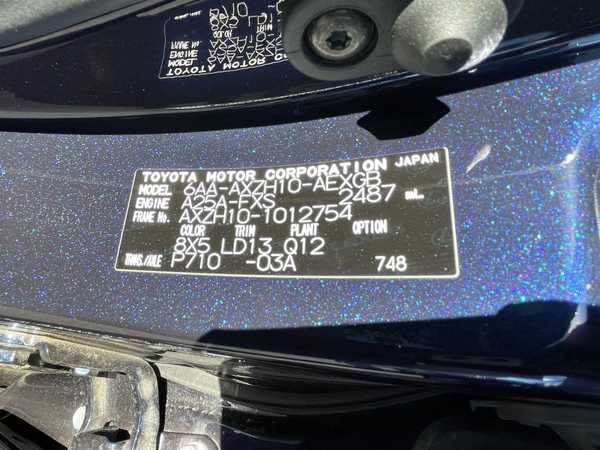 TOYOTA MOTOR CORPORATION JAPAN
MODEL 6AA-AXZH10-AEXGB
ENGINE A25A-FXS 2487 mL
FRAME No. AXZH10-1012754
COLOR TRIM PLANT OPTION
8X5 LD13 Q12
TRANS./AXLE P710 -03A 748